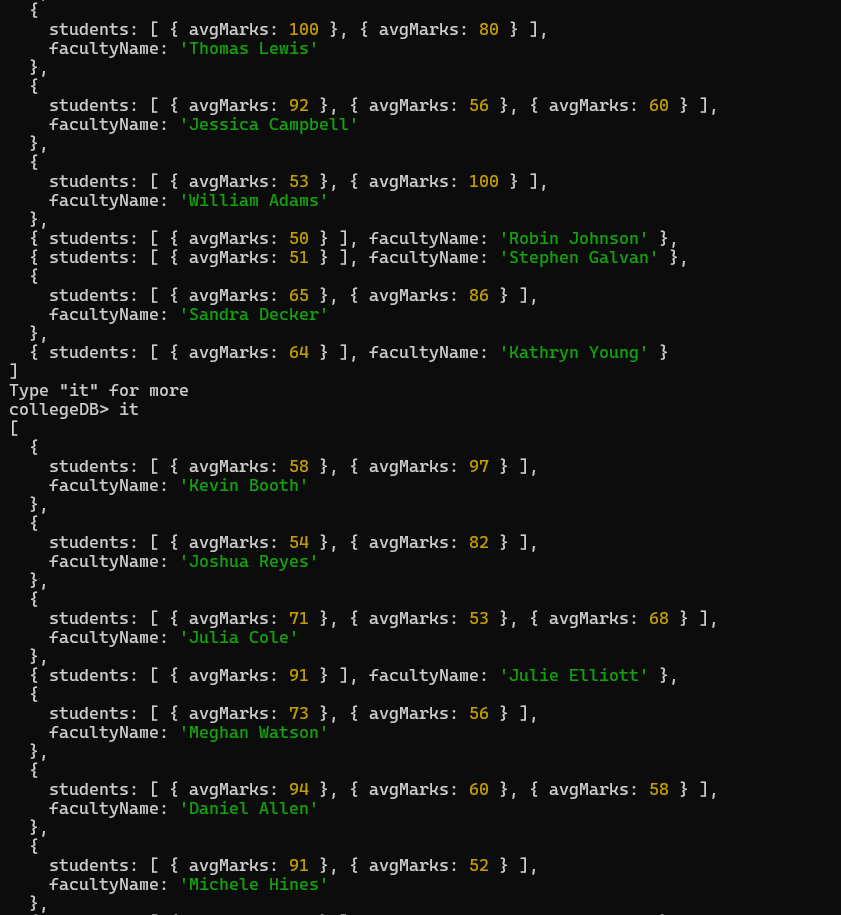 {
students: [ { avgMarks: 100 }, { avgMarks: 80 } ],
facultyName: 'Thomas Lewis'
},
{
students: [ { avgMarks: 92 }, { avgMarks: 56 }, { avgMarks: 60 } ],
facultyName: 'Jessica Campbell'
},
{
students: [ { avgMarks: 53 }, { avgMarks: 100 } ],
facultyName: 'William Adams'
},
{ students: [ { avgMarks: 50 } ], facultyName: 'Robin Johnson' },
{ students: [ { avgMarks: 51 } ], facultyName: 'Stephen Galvan' },
{
students: [ { avgMarks: 65 }, { avgMarks: 86 } ],
facultyName: 'Sandra Decker'
},
{ students: [ { avgMarks: 64 } ], facultyName: 'Kathryn Young' }
]
Type "it" for more
collegeDB> it
[
{
students: [ { avgMarks: 58 }, { avgMarks: 97 } ],
facultyName: 'Kevin Booth'
},
{
students: [ { avgMarks: 54 }, { avgMarks: 82 } ],
facultyName: 'Joshua Reyes'
},
{
students: [ { avgMarks: 71 }, { avgMarks: 53 }, { avgMarks: 68 } ],
facultyName: 'Julia Cole'
},
{ students: [ { avgMarks: 91 } ], facultyName: 'Julie Elliott' },
{
students: [ { avgMarks: 73 }, { avgMarks: 56 } ],
facultyName: 'Meghan Watson'
},
{
students: [ { avgMarks: 94 }, { avgMarks: 60 }, { avgMarks: 58 } ],
facultyName: 'Daniel Allen'
},
{
students: [ { avgMarks: 91 }, { avgMarks: 52 } ],
facultyName: 'Michele Hines'
},